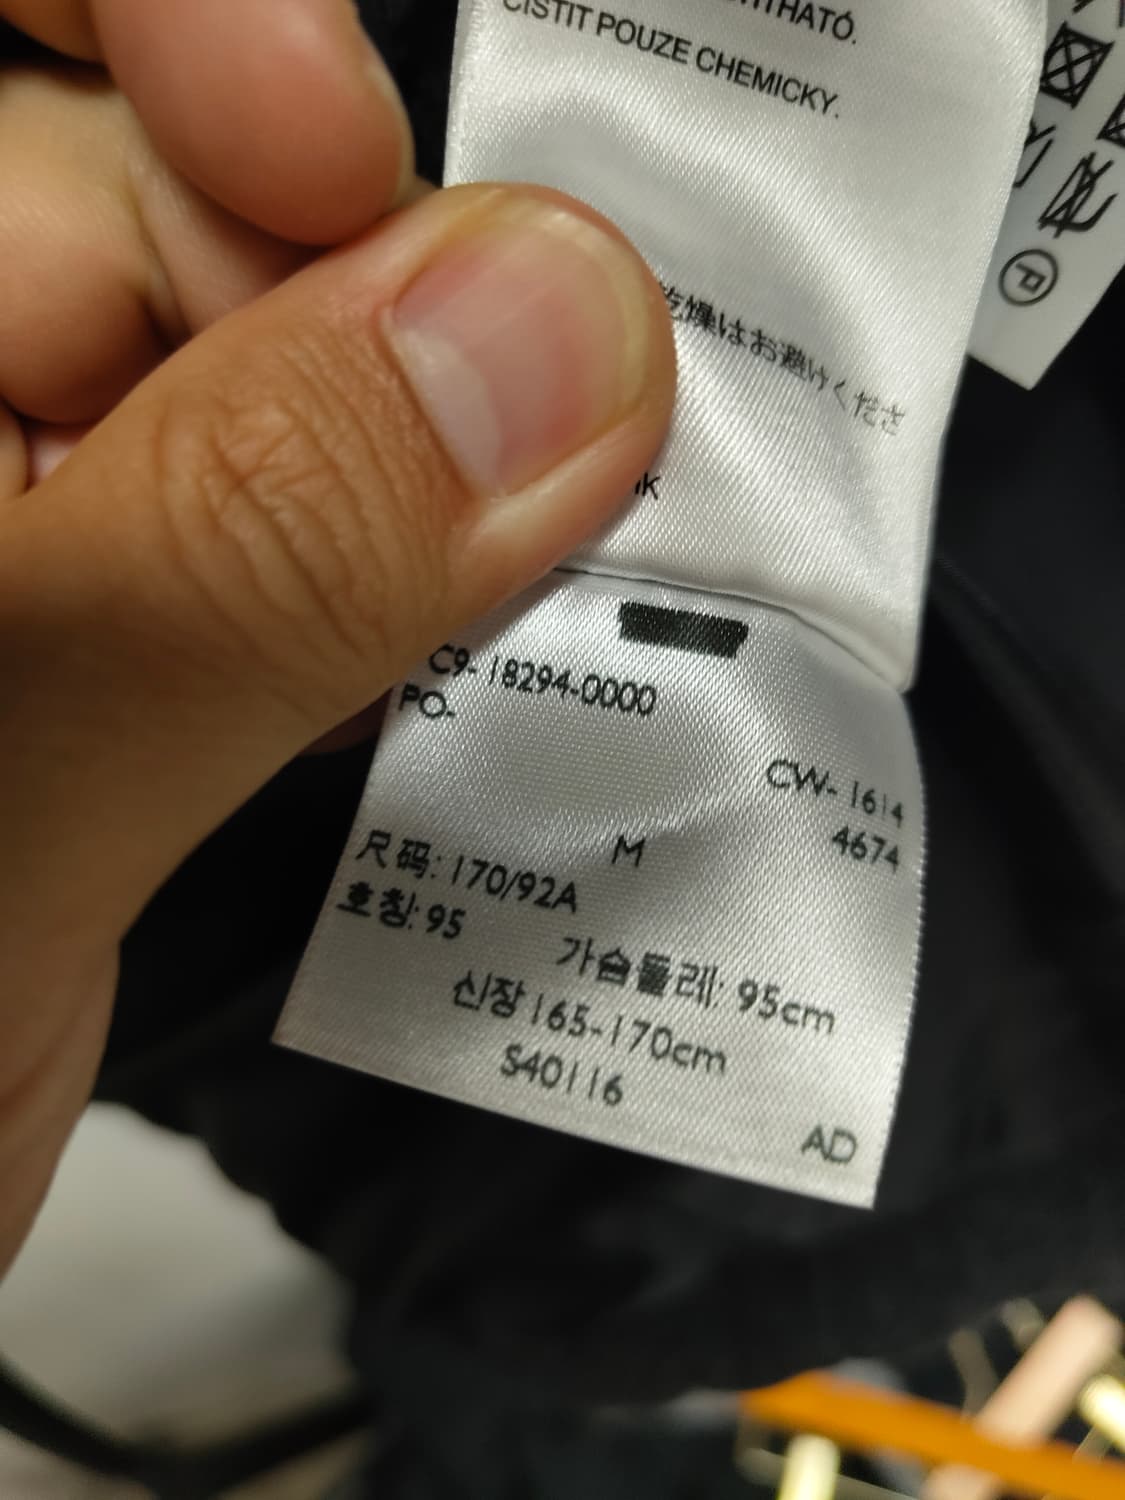 ČISTIT POUZE CHEMICKY.
乾燥はお避けくださ
P
C9-18294-0000
PO-
CW-1614
4674
M
尺码: 170/92A
호칭: 95
가슴둘레: 95cm
신장 165-170cm
S40116
AD